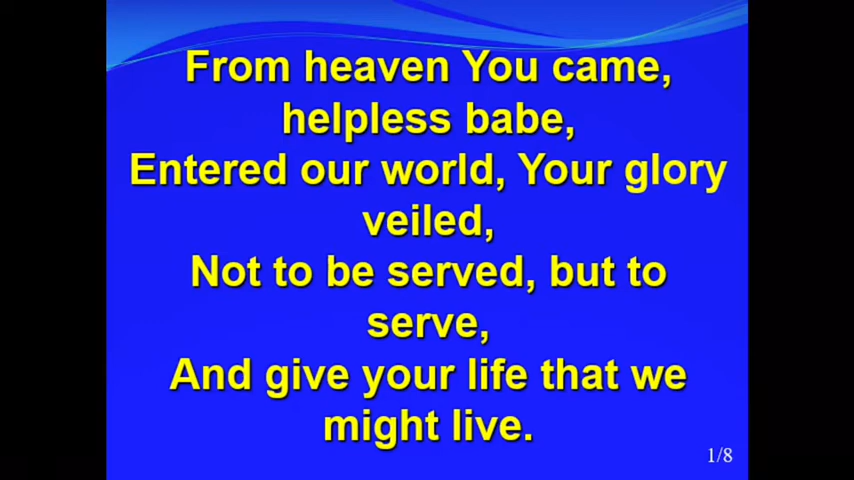 From heaven You came,
helpless babe,
Entered our world, Your glory
veiled,
Not to be served, but to
serve,
And give your life that we
might live.
1/8